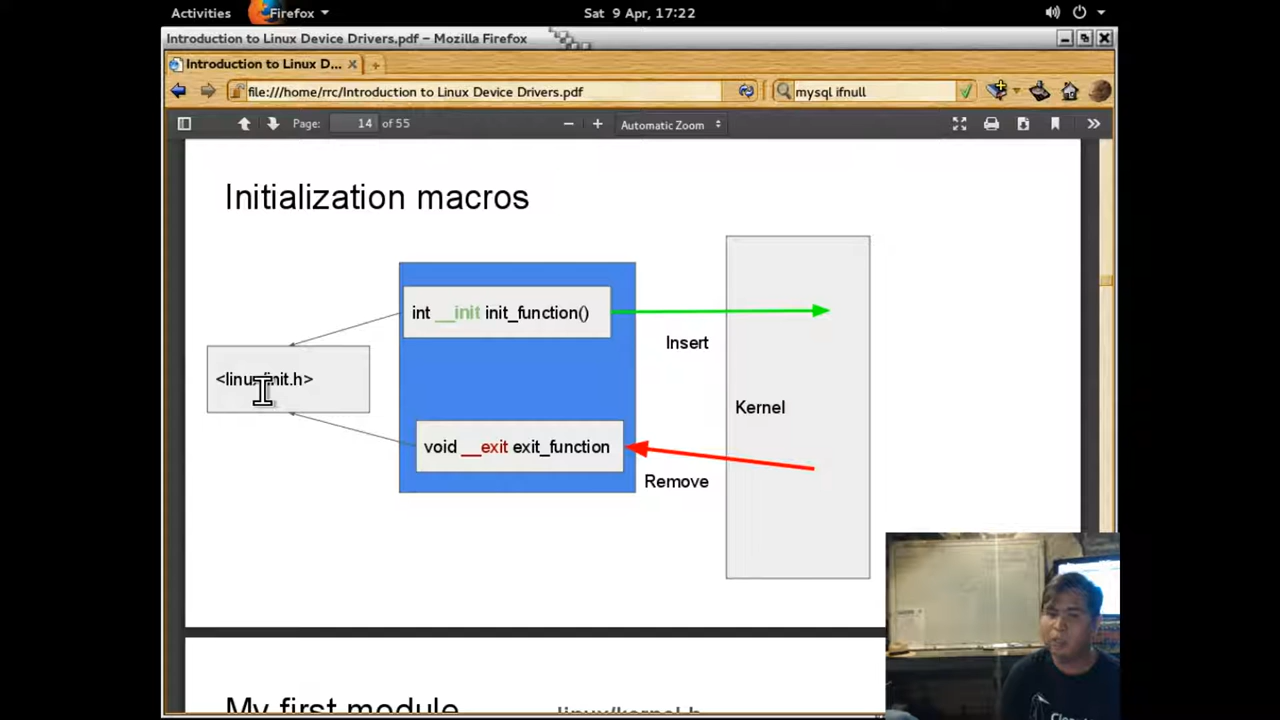 Activities Firefox Sat 9 Apr, 17:22
Introduction to Linux Device Drivers.pdf – Mozilla Firefox
Introduction to Linux D...
file:///home/rrc/Introduction to Linux Device Drivers.pdf mysql ifnull
Page: 14 of 55 Automatic Zoom
Initialization macros
int __init init_function()
Insert
<linux/init.h>
Kernel
void __exit exit_function
Remove
My first module
linux/kernel.h